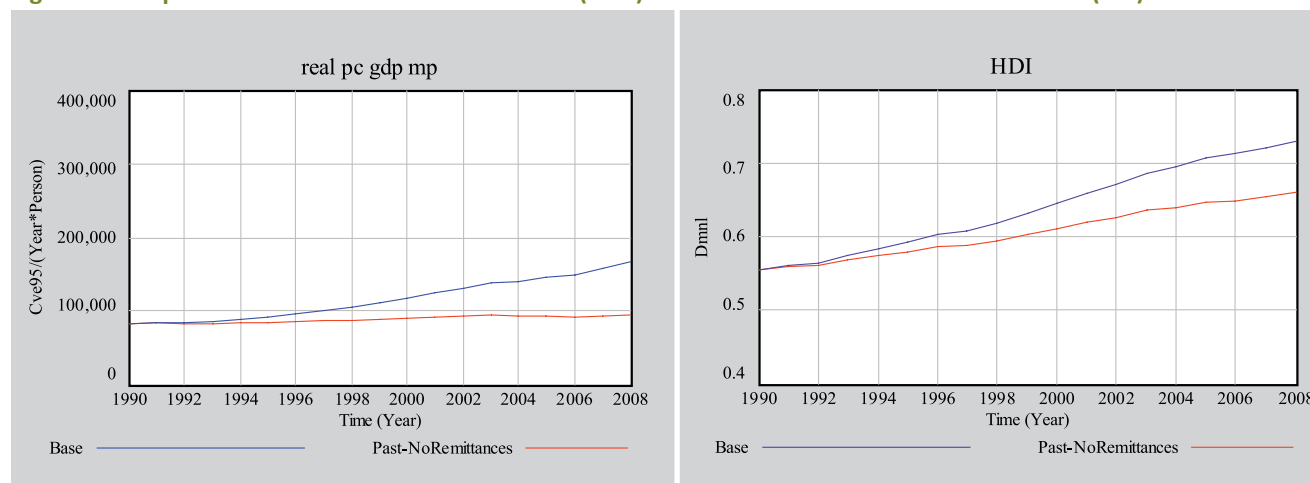 real pc gdp mp
400,000
300,000
200,000
100,000
0
Cve95/(Year*Person)
1990 1992 1994 1996 1998 2000 2002 2004 2006 2008
Time (Year)
Base Past-NoRemittances
HDI
0.8
0.7
0.6
0.5
0.4
Dmnl
1990 1992 1994 1996 1998 2000 2002 2004 2006 2008
Time (Year)
Base Past-NoRemittances